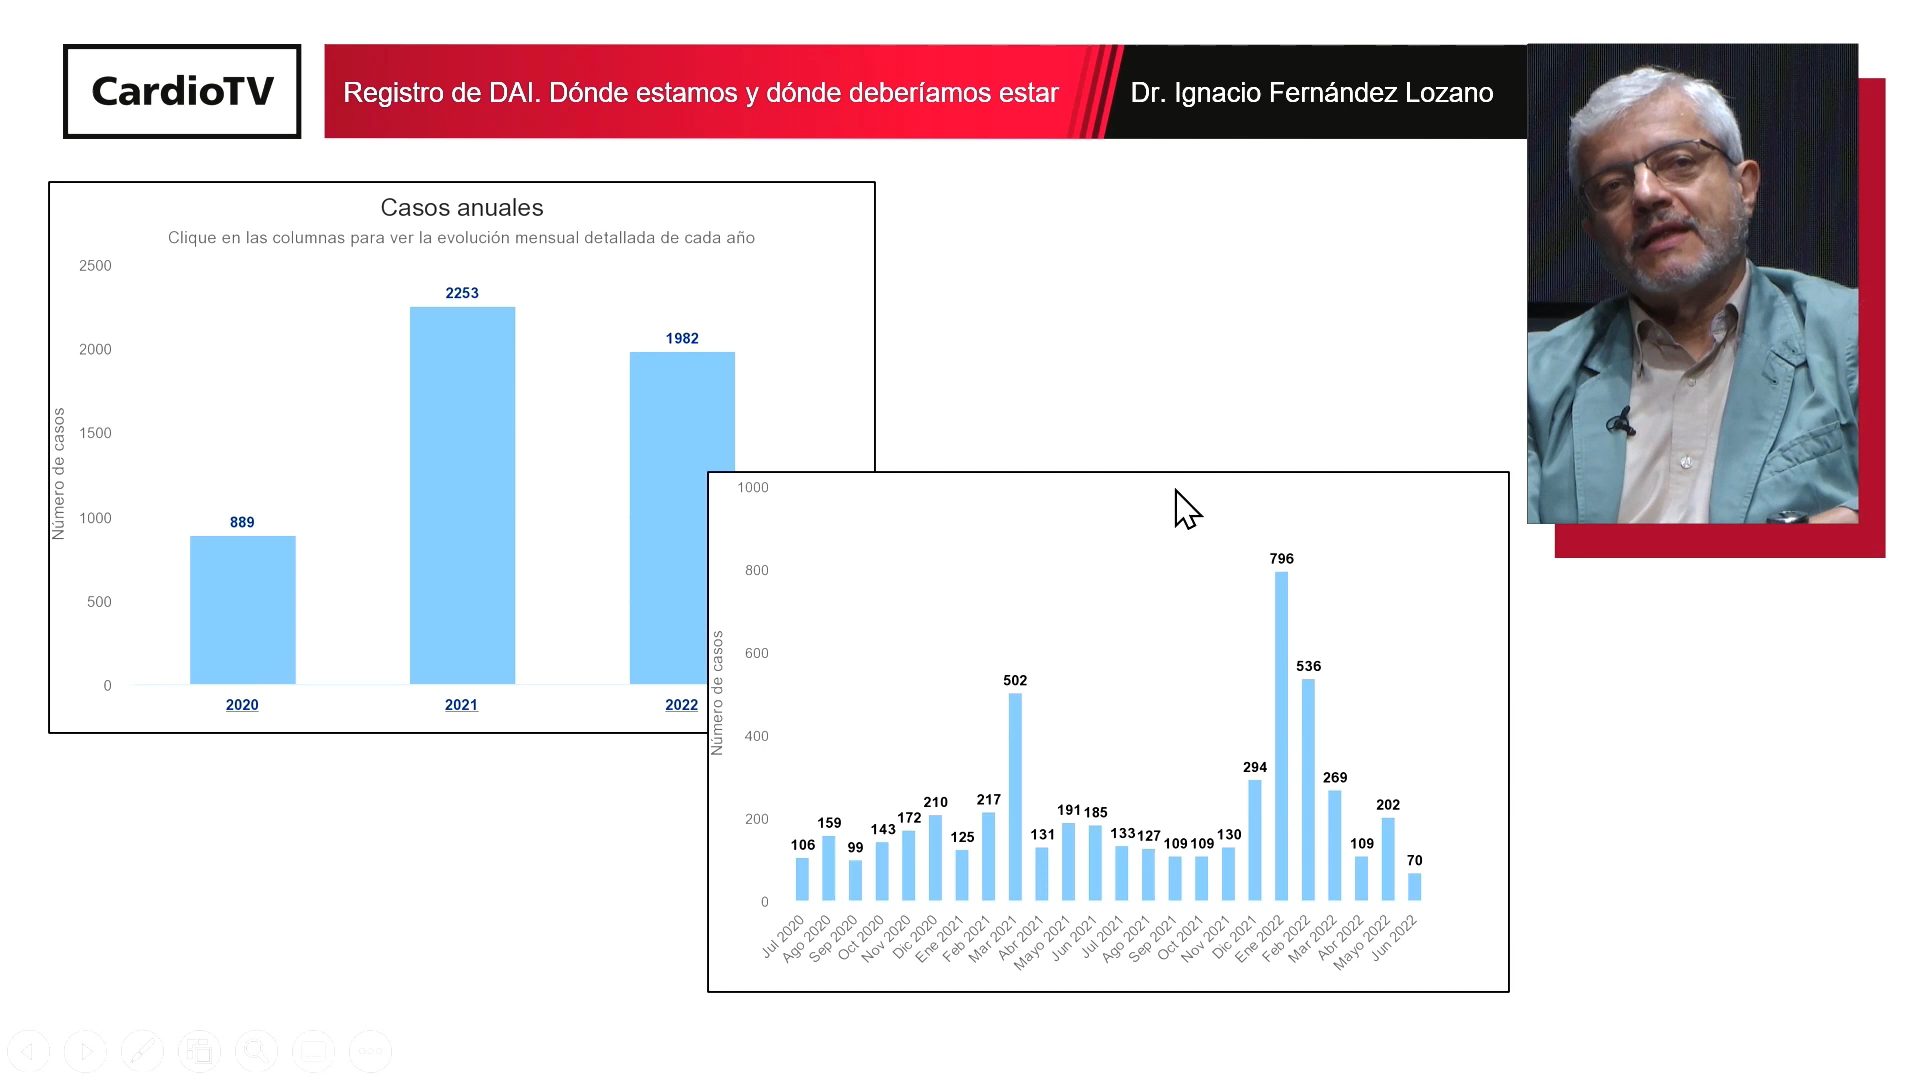 CardioTV
Registro de DAI. Dónde estamos y dónde deberíamos estar
Dr. Ignacio Fernández Lozano
Casos anuales
Clique en las columnas para ver la evolución mensual detallada de cada año
Número de casos
2500
2000
1500
1000
500
0
889
2253
1982
2020
2021
2022
Número de casos
1000
800
600
400
200
0
106
159
99
143
172
210
125
217
502
131
191
185
133
127
109
109
130
294
796
536
269
109
202
70
Jul 2020
Ago 2020
Sep 2020
Oct 2020
Nov 2020
Dic 2020
Ene 2021
Feb 2021
Mar 2021
Abr 2021
Mayo 2021
Jun 2021
Jul 2021
Ago 2021
Sep 2021
Oct 2021
Nov 2021
Dic 2021
Ene 2022
Feb 2022
Mar 2022
Abr 2022
Mayo 2022
Jun 2022